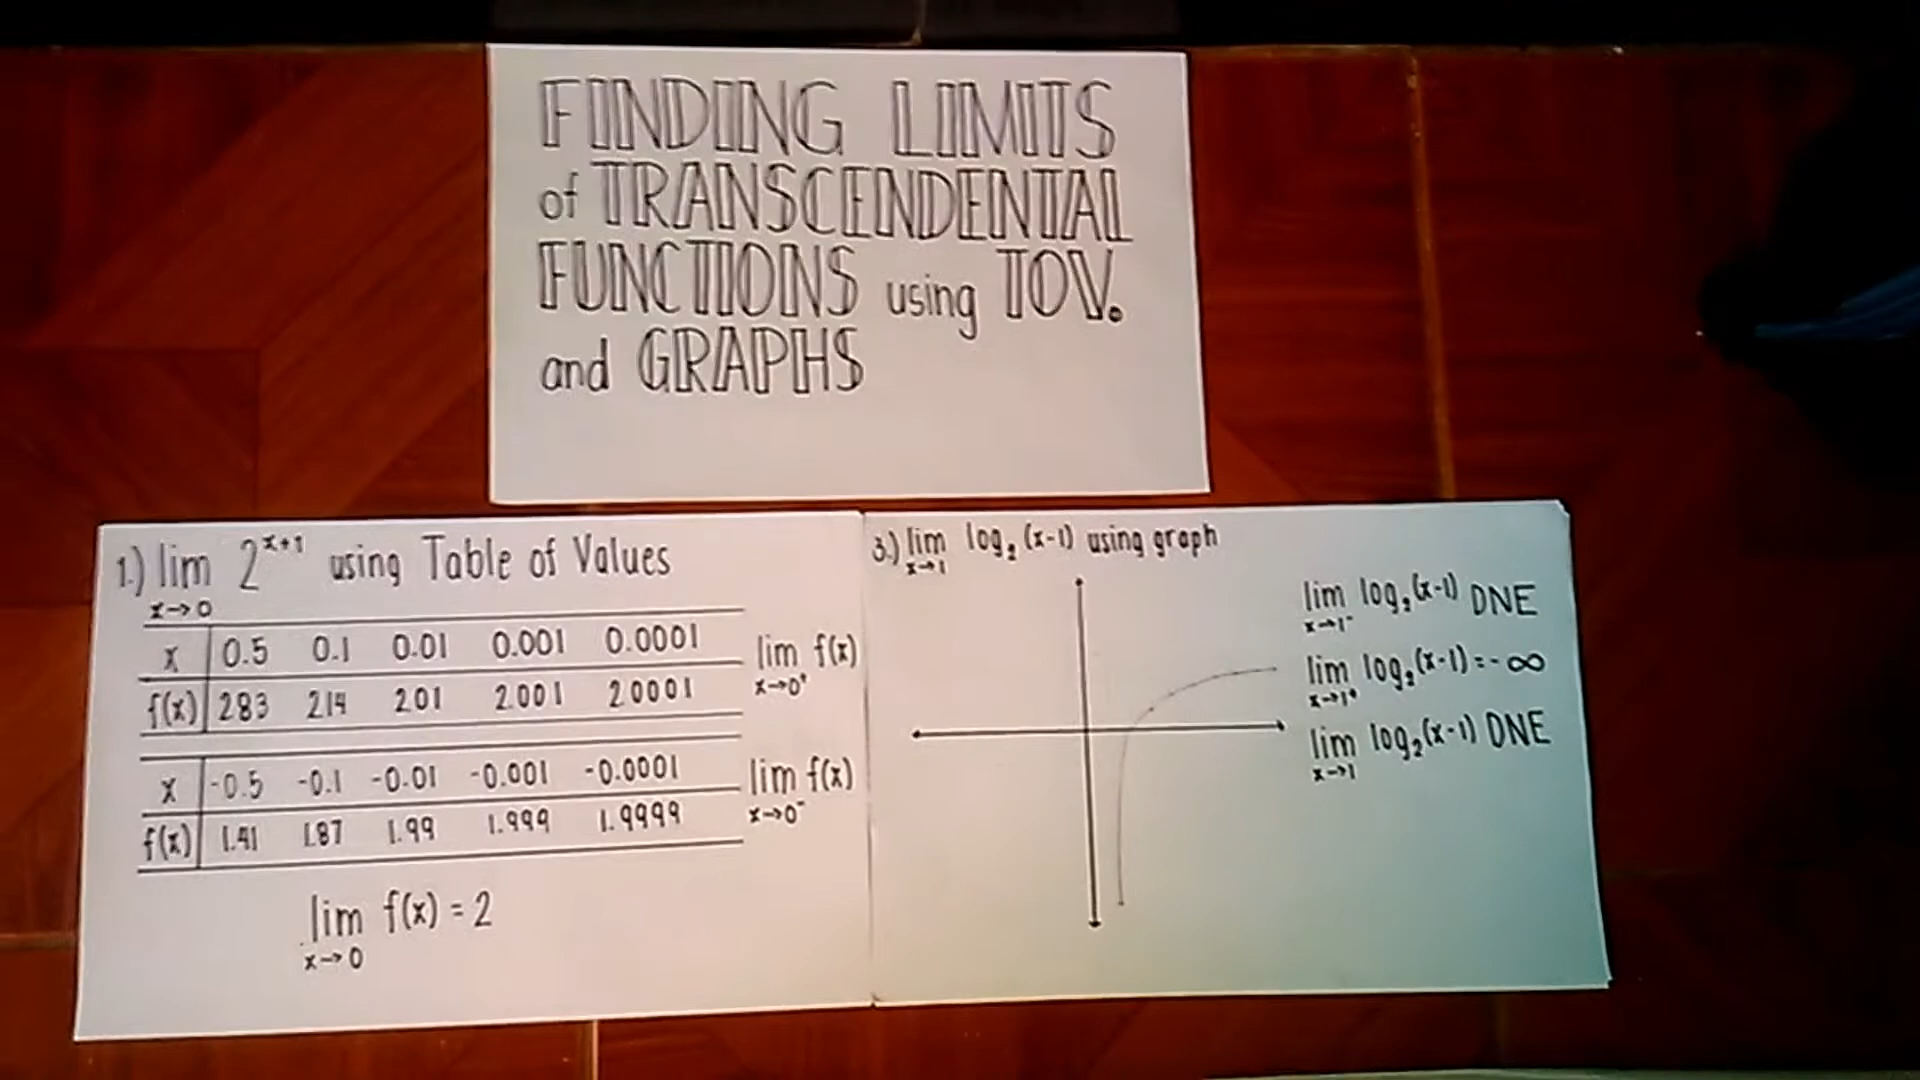 FINDING LIMITS
of TRANSCENDENTAL
FUNCTIONS using TOV.
and GRAPHS
1.) lim 2^{x+1} using Table of Values
x→0
x 0.5 0.1 0.01 0.001 0.0001
f(x) 2.83 2.14 2.01 2.001 2.0001
lim f(x)
x→0⁺
x -0.5 -0.1 -0.01 -0.001 -0.0001
f(x) 1.41 1.87 1.99 1.999 1.9999
lim f(x)
x→0⁻
lim f(x) = 2
x→0
3.) lim log₂ (x-1) using graph
x→1
lim log₂(x-1) DNE
x→1⁻
lim log₂(x-1) = -∞
x→1⁺
lim log₂(x-1) DNE
x→1